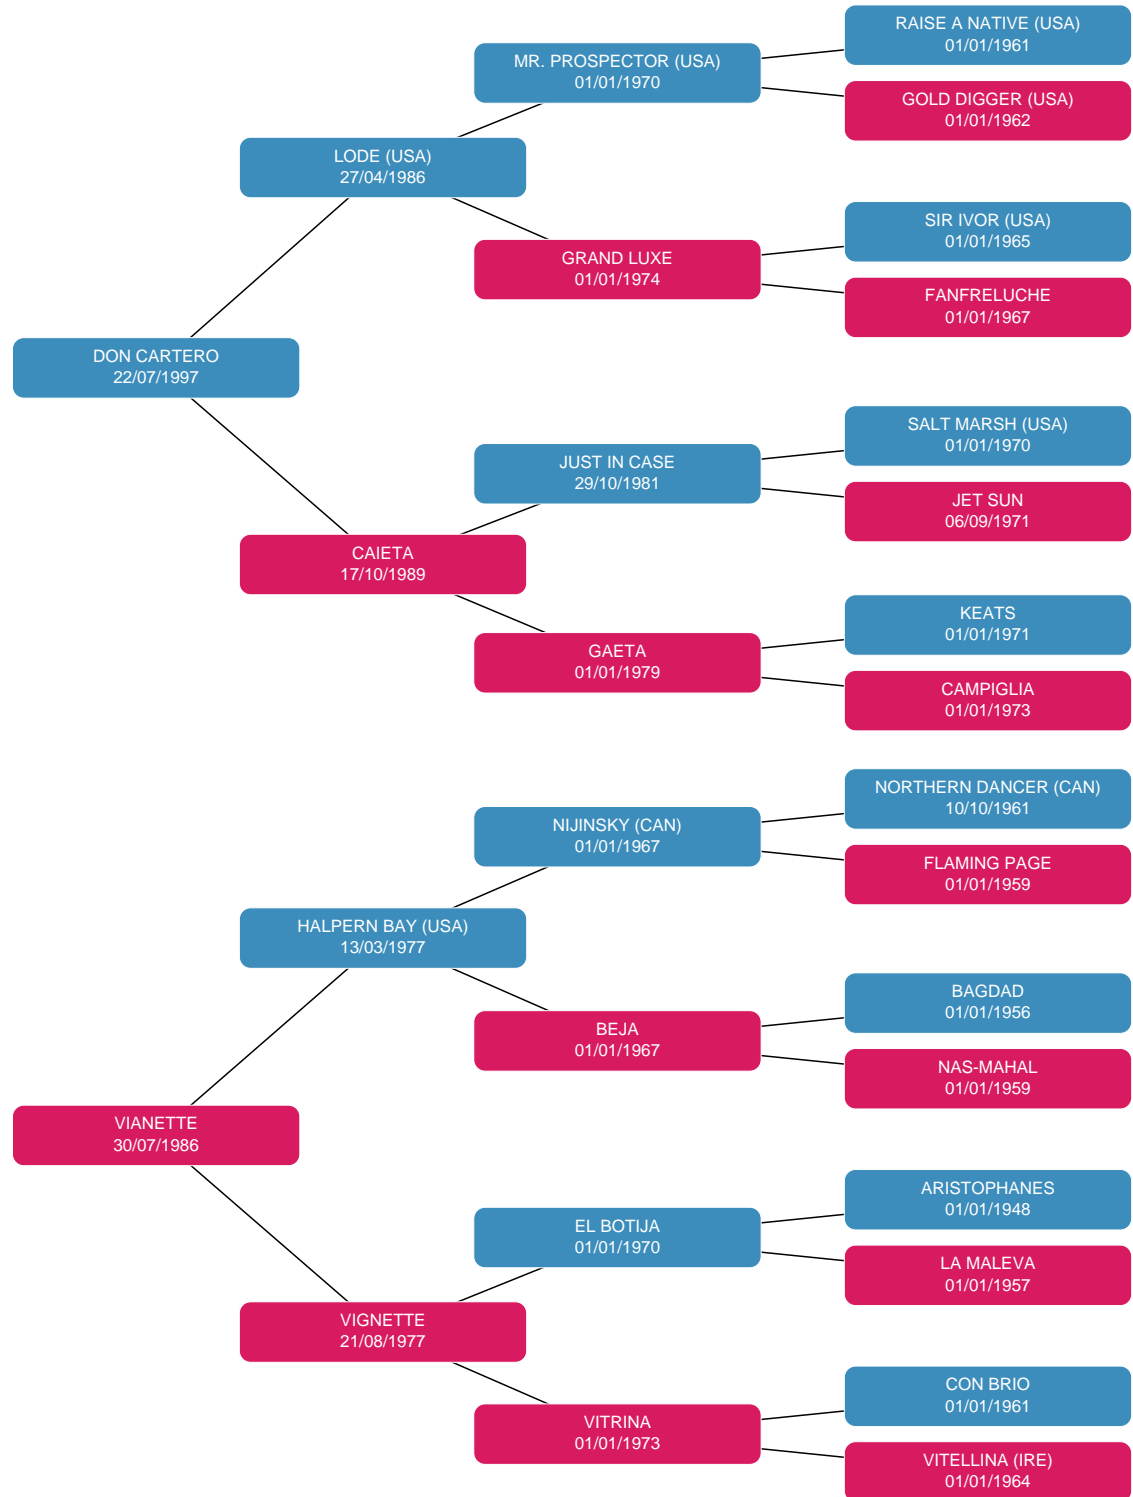 RAISE A NATIVE (USA)
01/01/1961
MR. PROSPECTOR (USA)
01/01/1970
GOLD DIGGER (USA)
01/01/1962
LODE (USA)
27/04/1986
SIR IVOR (USA)
01/01/1965
GRAND LUXE
01/01/1974
FANFRELUCHE
01/01/1967
DON CARTERO
22/07/1997
SALT MARSH (USA)
01/01/1970
JUST IN CASE
29/10/1981
JET SUN
06/09/1971
CAIETA
17/10/1989
KEATS
01/01/1971
GAETA
01/01/1979
CAMPIGLIA
01/01/1973
NORTHERN DANCER (CAN)
10/10/1961
NIJINSKY (CAN)
01/01/1967
FLAMING PAGE
01/01/1959
HALPERN BAY (USA)
13/03/1977
BAGDAD
01/01/1956
BEJA
01/01/1967
NAS-MAHAL
01/01/1959
VIANETTE
30/07/1986
ARISTOPHANES
01/01/1948
EL BOTIJA
01/01/1970
LA MALEVA
01/01/1957
VIGNETTE
21/08/1977
CON BRIO
01/01/1961
VITRINA
01/01/1973
VITELLINA (IRE)
01/01/1964